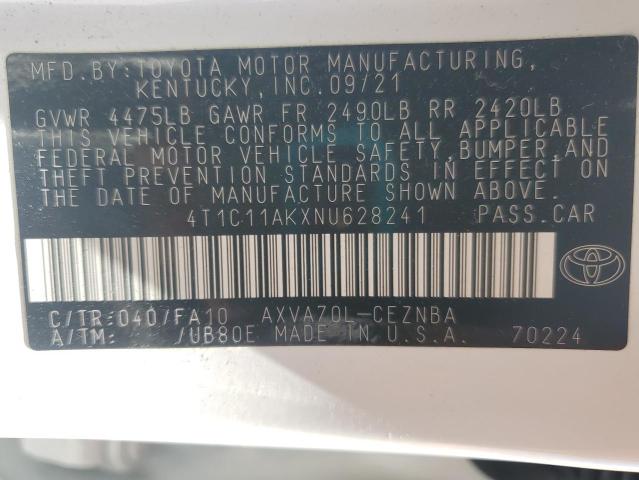 MFD.BY:TOYOTA MOTOR MANUFACTURING,
KENTUCKY,INC.09/21
GVWR 4475LB GAWR FR 2490LB RR 2420LB
THIS VEHICLE CONFORMS TO ALL APPLICABLE
FEDERAL MOTOR VEHICLE SAFETY,BUMPER,AND
THEFT PREVENTION STANDARDS IN EFFECT ON
THE DATE OF MANUFACTURE SHOWN ABOVE.
4T1C11AKXNU628241 PASS.CAR
C/TR:040/FA10 AXVA70L-CEZNBA
A/TM: /UB80E MADE IN U.S.A. 70224